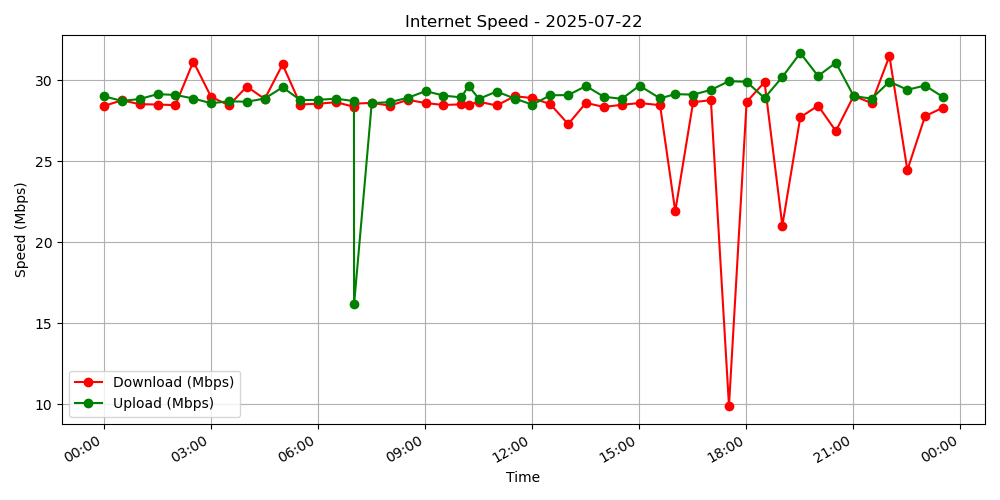 Internet Speed - 2025-07-22
Speed (Mbps)
30
25
20
15
10
Download (Mbps)
Upload (Mbps)
00:00
03:00
06:00
09:00
12:00
15:00
18:00
21:00
00:00
Time